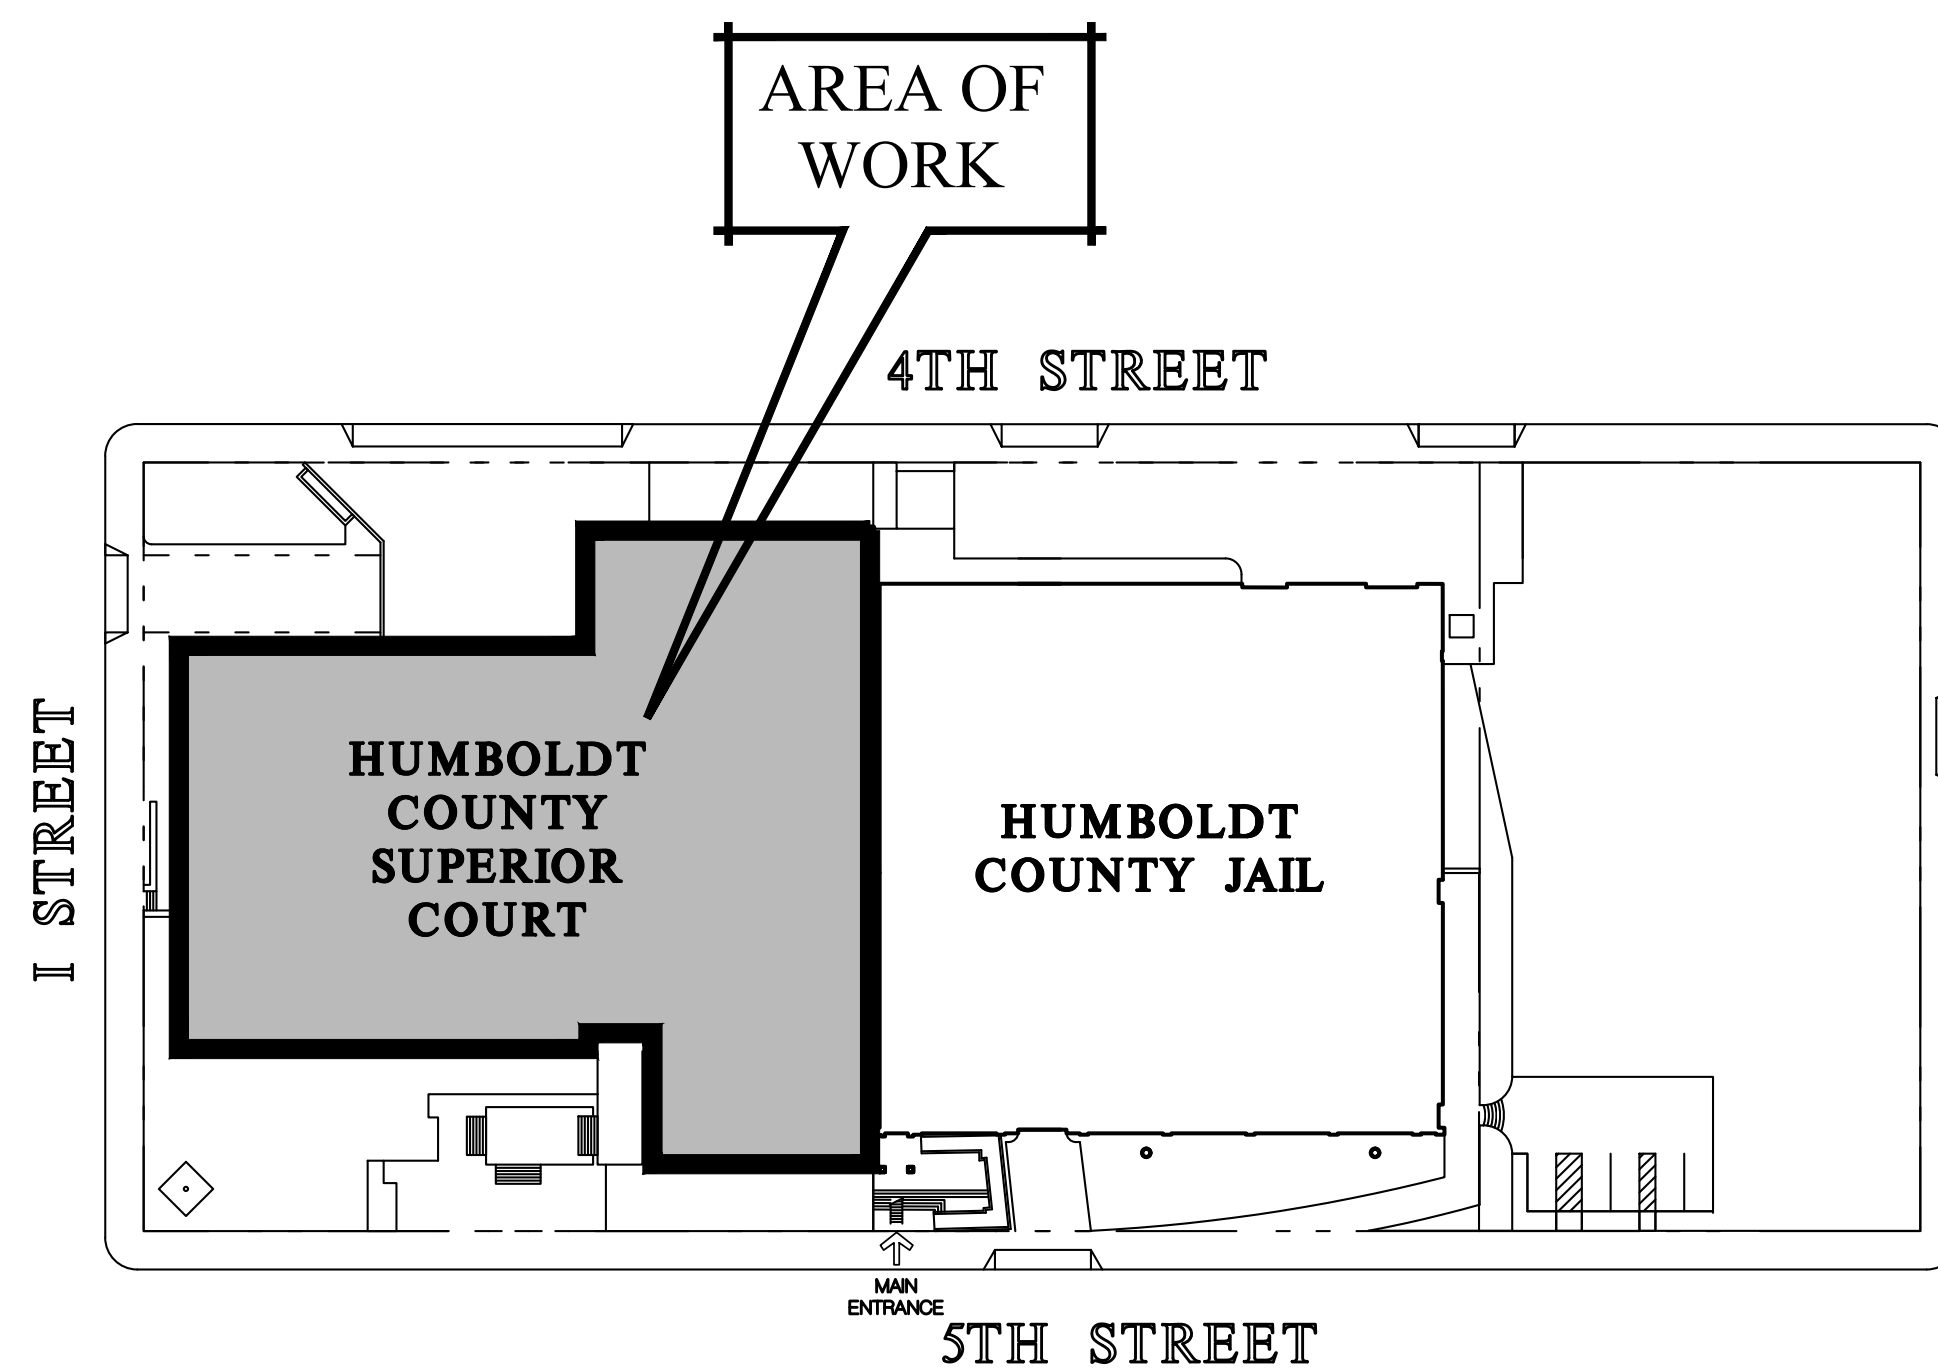 AREA OF
WORK
4TH STREET
I STREET
HUMBOLDT
COUNTY
SUPERIOR
COURT
HUMBOLDT
COUNTY JAIL
MAIN
ENTRANCE
5TH STREET